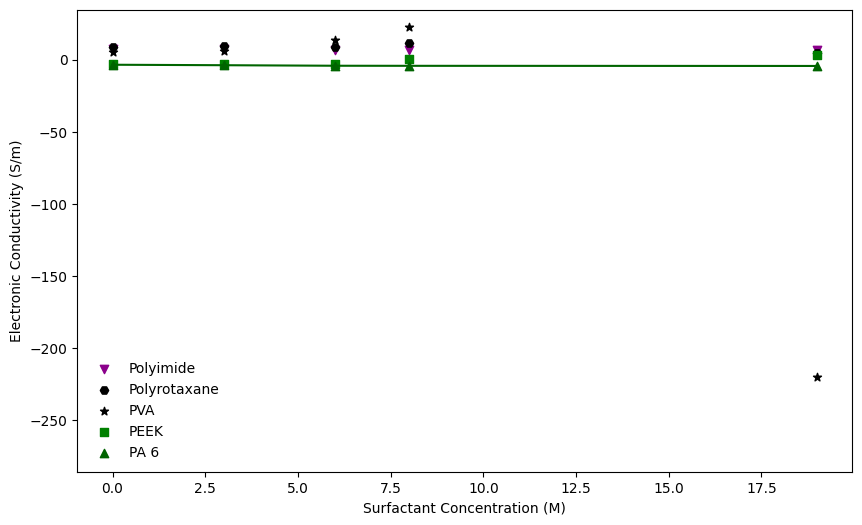 0
−50
−100
−150
−200
−250
Electronic Conductivity (S/m)
Polyimide
Polyrotaxane
PVA
PEEK
PA 6
0.0 2.5 5.0 7.5 10.0 12.5 15.0 17.5
Surfactant Concentration (M)